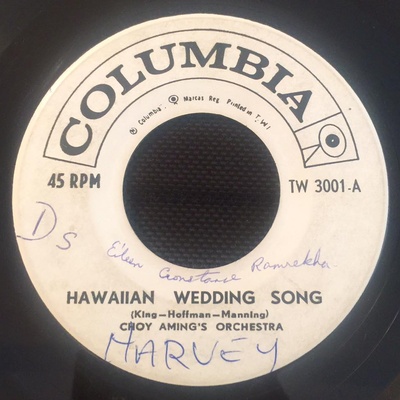 COLUMBIA
® "Columbia" Marcas Reg Printed in T.W.I
45 RPM
TW 3001-A
Ds
Eileen Constance Ramrekha
HAWAIIAN WEDDING SONG
(King—Hoffman—Manning)
CHOY AMING'S ORCHESTRA
HARVEY